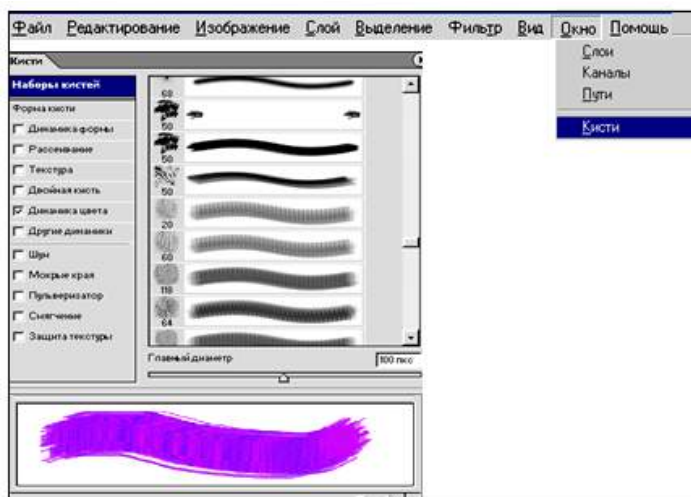 Файл Редактирование Изображение Слой Выделение Фильтр Вид Окно Помощь
Слои
Каналы
Пути
Кисти
Кисти
Наборы кистей
Форма кисти
Динамика формы
Рассеивание
Текстура
Двойная кисть
Динамика цвета
Другие динамики
Шум
Мокрые края
Пульверизатор
Смягчение
Защита текстуры
60
50
50
50
20
60
118
64
Главный диаметр 100 пкс